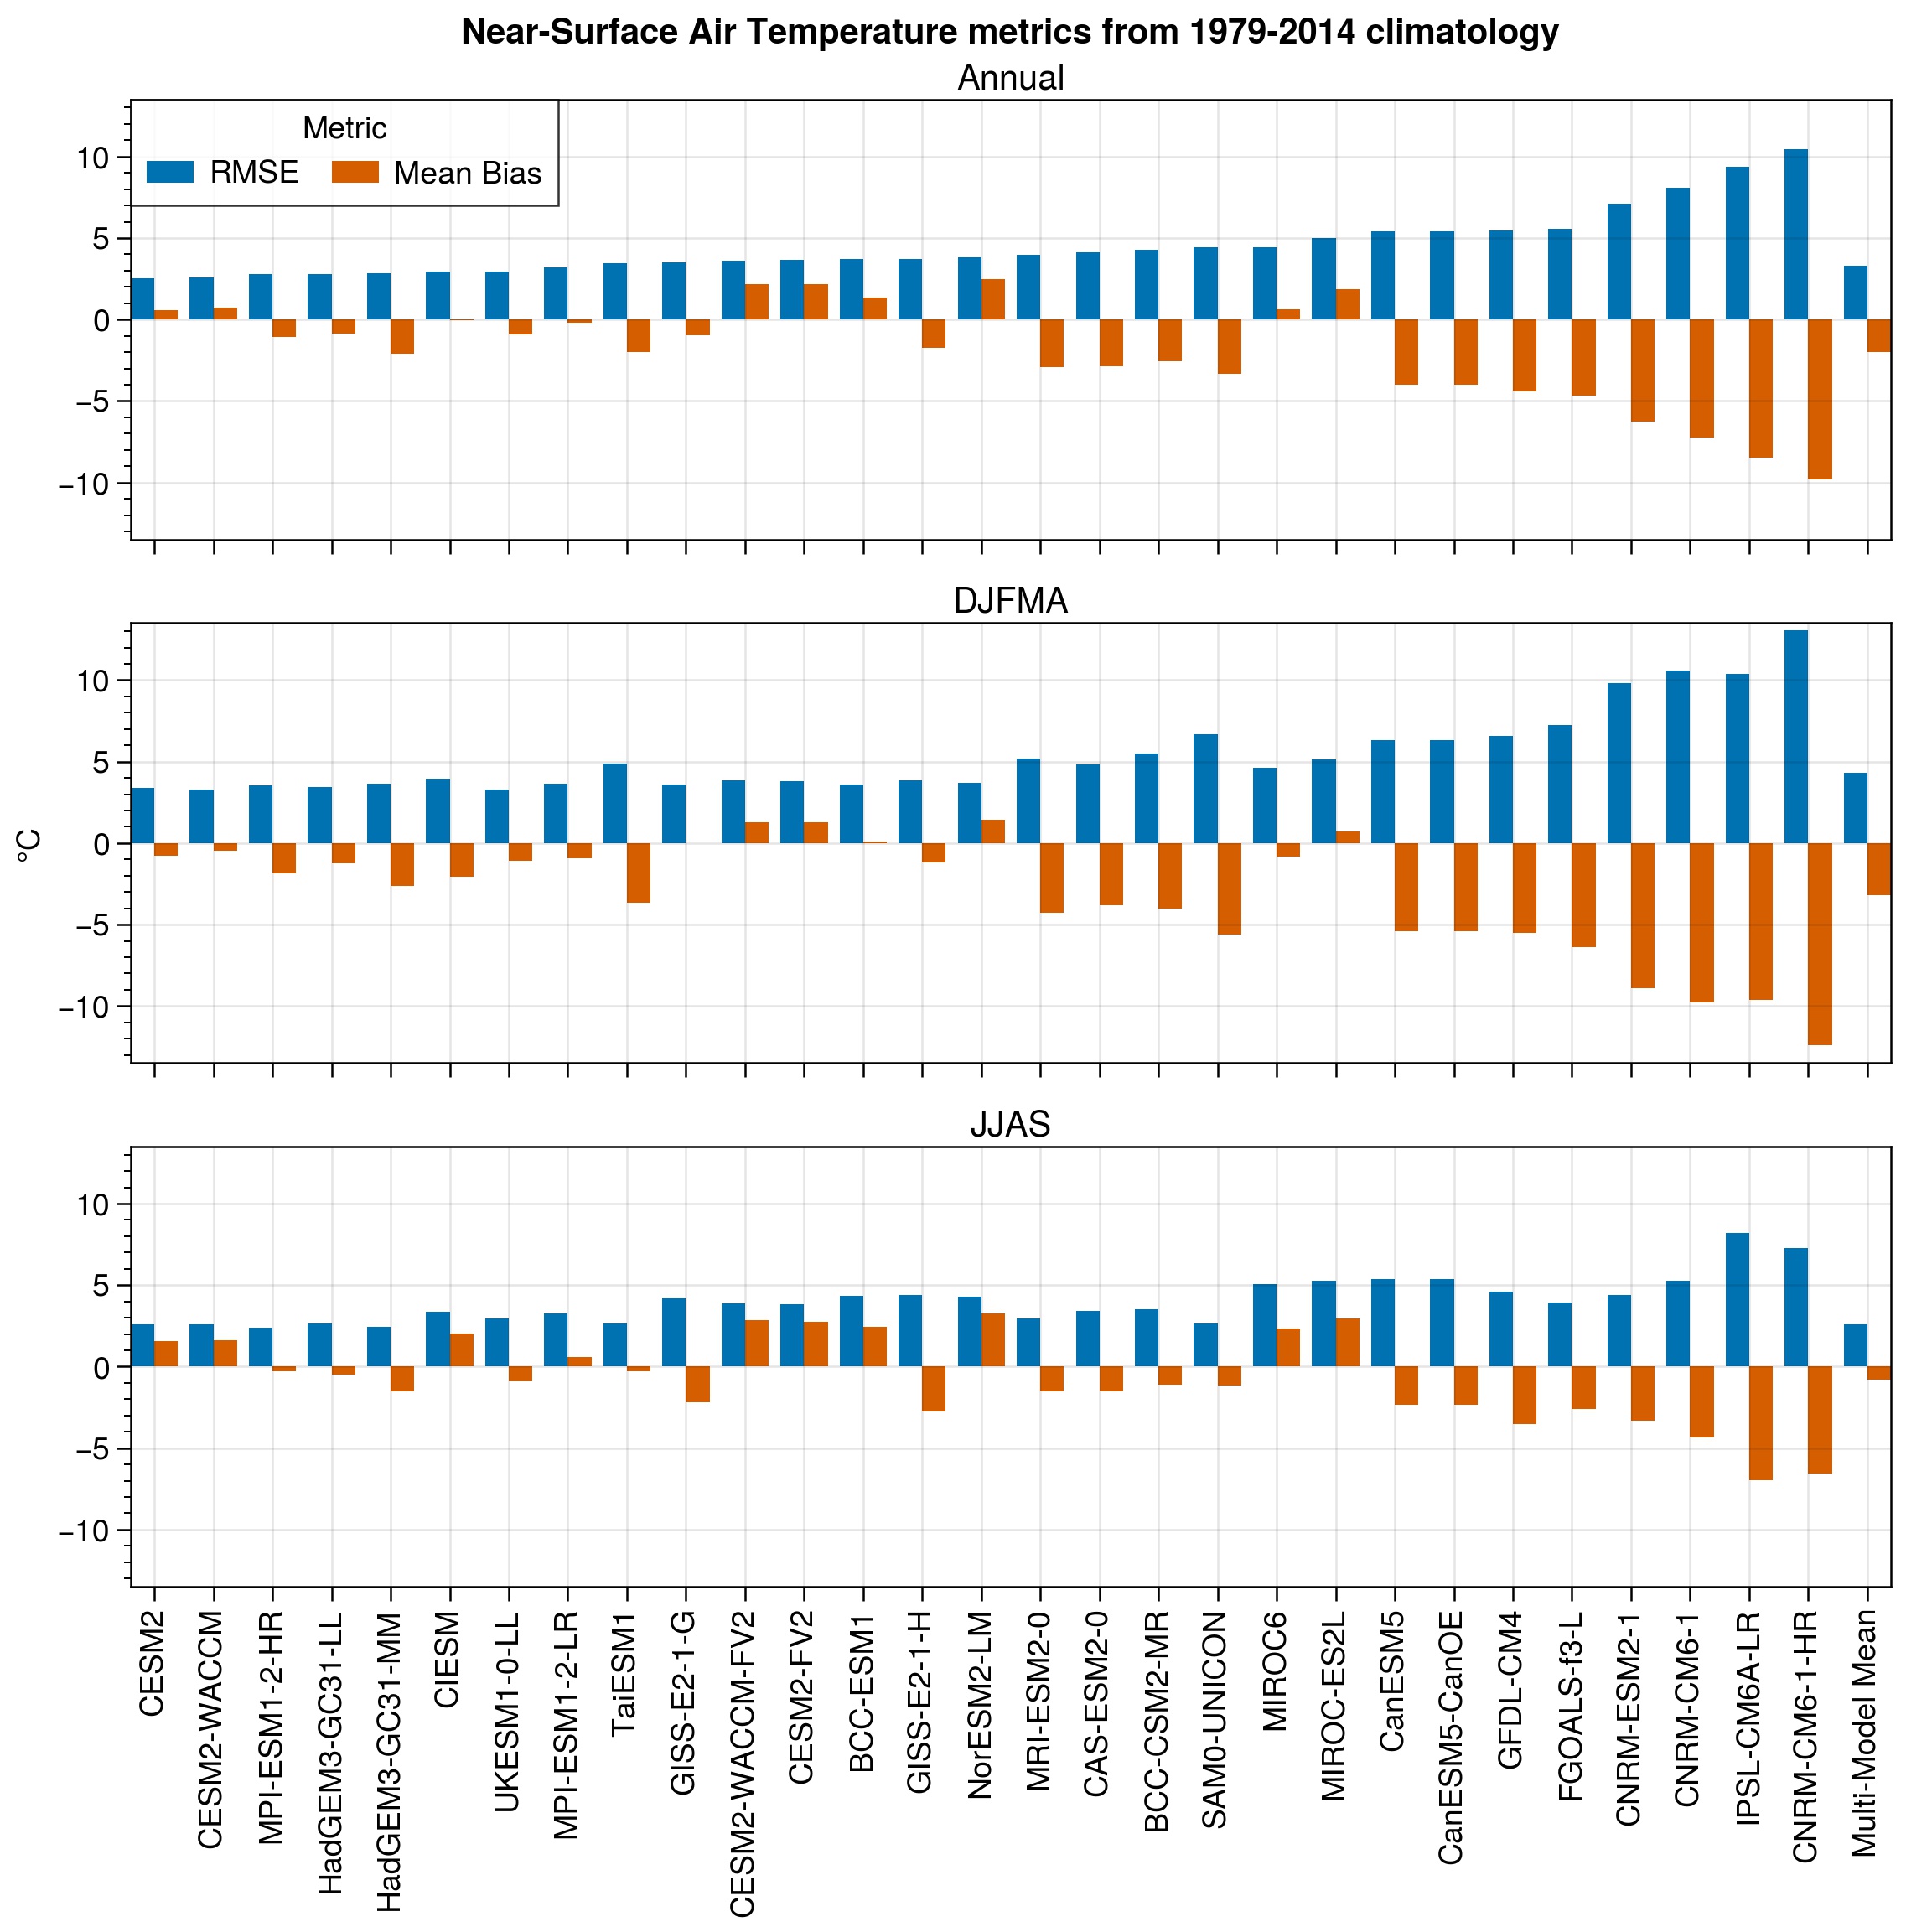 Near-Surface Air Temperature metrics from 1979-2014 climatology
Annual
Metric
RMSE Mean Bias
10
5
0
−5
−10
DJFMA
10
5
0
−5
−10
°C
JJAS
10
5
0
−5
−10
CESM2
CESM2-WACCM
MPI-ESM1-2-HR
HadGEM3-GC31-LL
HadGEM3-GC31-MM
CIESM
UKESM1-0-LL
MPI-ESM1-2-LR
TaiESM1
GISS-E2-1-G
CESM2-WACCM-FV2
CESM2-FV2
BCC-ESM1
GISS-E2-1-H
NorESM2-LM
MRI-ESM2-0
CAS-ESM2-0
BCC-CSM2-MR
SAM0-UNICON
MIROC6
MIROC-ES2L
CanESM5
CanESM5-CanOE
GFDL-CM4
FGOALS-f3-L
CNRM-ESM2-1
CNRM-CM6-1
IPSL-CM6A-LR
CNRM-CM6-1-HR
Multi-Model Mean